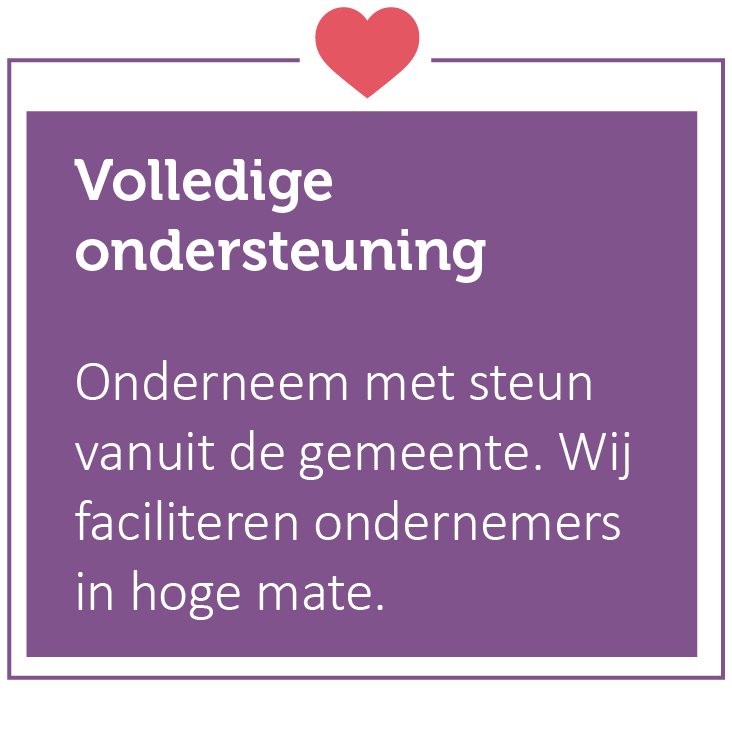 Volledige
ondersteuning
Onderneem met steun
vanuit de gemeente. Wij
faciliteren ondernemers
in hoge mate.